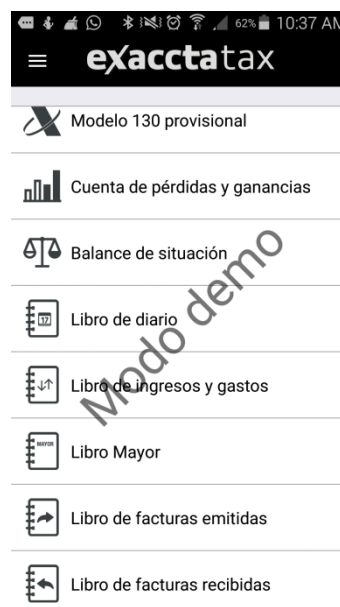 62% 10:37 AM
exacctatax
Modelo 130 provisional
Cuenta de pérdidas y ganancias
Balance de situación
17
Libro de diario
Libro de ingresos y gastos
MAYOR
Libro Mayor
Libro de facturas emitidas
Libro de facturas recibidas
Modo demo